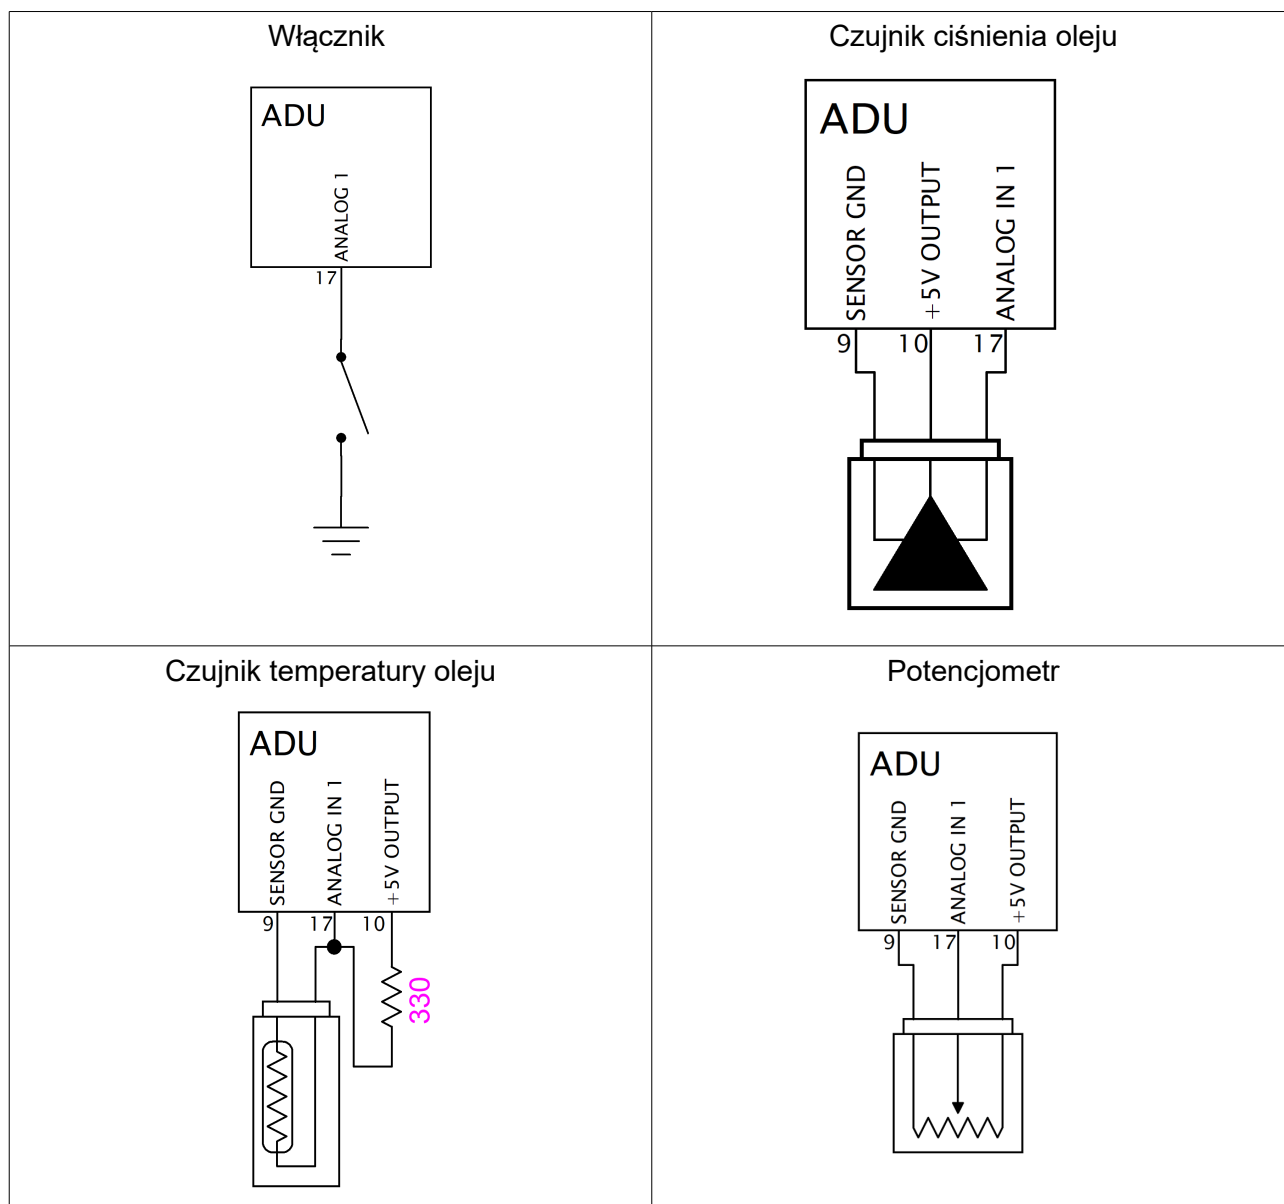 Włącznik
ADU
ANALOG 1
17
Czujnik ciśnienia oleju
ADU
SENSOR GND
+5V OUTPUT
ANALOG IN 1
9
10
17
Czujnik temperatury oleju
ADU
SENSOR GND
ANALOG IN 1
+5V OUTPUT
9
17
10
330
Potencjometr
ADU
SENSOR GND
ANALOG IN 1
+5V OUTPUT
9
17
10